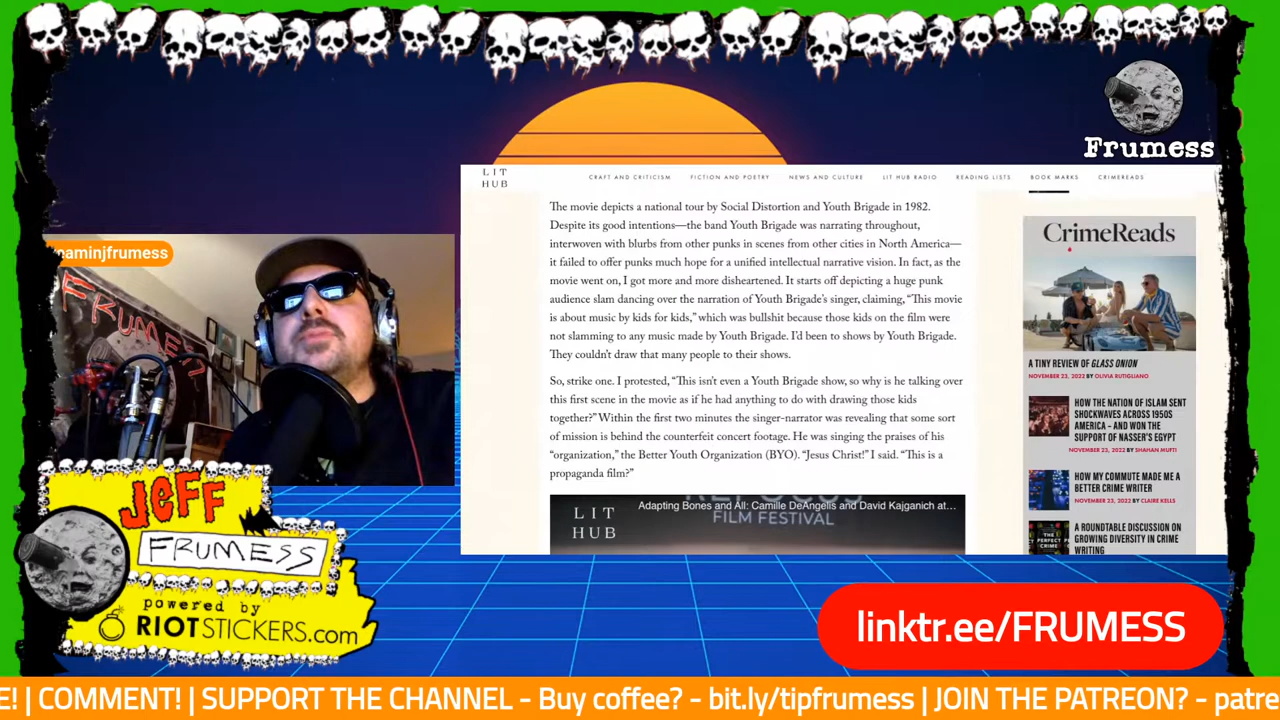 Frumess
LIT
HUB
CRAFT AND CRITICISM
FICTION AND POETRY
NEWS AND CULTURE
LIT HUB RADIO
READING LISTS
BOOK MARKS
CRIMEREADS
The movie depicts a national tour by Social Distortion and Youth Brigade in 1982.
Despite its good intentions—the band Youth Brigade was narrating throughout,
interwoven with blurbs from other punks in scenes from other cities in North America—
it failed to offer punks much hope for a unified intellectual narrative vision. In fact, as the
movie went on, I got more and more disheartened. It starts off depicting a huge punk
audience slam dancing over the narration of Youth Brigade's singer, claiming, “This movie
is about music by kids for kids,” which was bullshit because those kids on the film were
not slamming to any music made by Youth Brigade. I'd been to shows by Youth Brigade.
They couldn't draw that many people to their shows.
So, strike one. I protested, “This isn't even a Youth Brigade show, so why is he talking over
this first scene in the movie as if he had anything to do with drawing those kids
together?” Within the first two minutes the singer-narrator was revealing that some sort
of mission is behind the counterfeit concert footage. He was singing the praises of his
“organization,” the Better Youth Organization (BYO). “Jesus Christ!” I said. “This is a
propaganda film?”
LIT
HUB
Adapting Bones and All: Camille DeAngelis and David Kajganich at...
FILM FESTIVAL
CrimeReads
A TINY REVIEW OF GLASS ONION
NOVEMBER 23, 2022 BY OLIVIA RUTIGLIANO
HOW THE NATION OF ISLAM SENT
SHOCKWAVES ACROSS 1950S
AMERICA – AND WON THE
SUPPORT OF NASSER'S EGYPT
NOVEMBER 23, 2022 BY SHAHAN MUFTI
HOW MY COMMUTE MADE ME A
BETTER CRIME WRITER
NOVEMBER 23, 2022 BY CLAIRE KELLS
A ROUNDTABLE DISCUSSION ON
GROWING DIVERSITY IN CRIME
WRITING
THE
PERFECT
CRIME
eaminjfrumess
FRUMESS
JEFF
FRUMESS
powered by
RIOTSTICKERS.com
linktr.ee/FRUMESS
E! | COMMENT! | SUPPORT THE CHANNEL - Buy coffee? - bit.ly/tipfrumess | JOIN THE PATREON? - patre